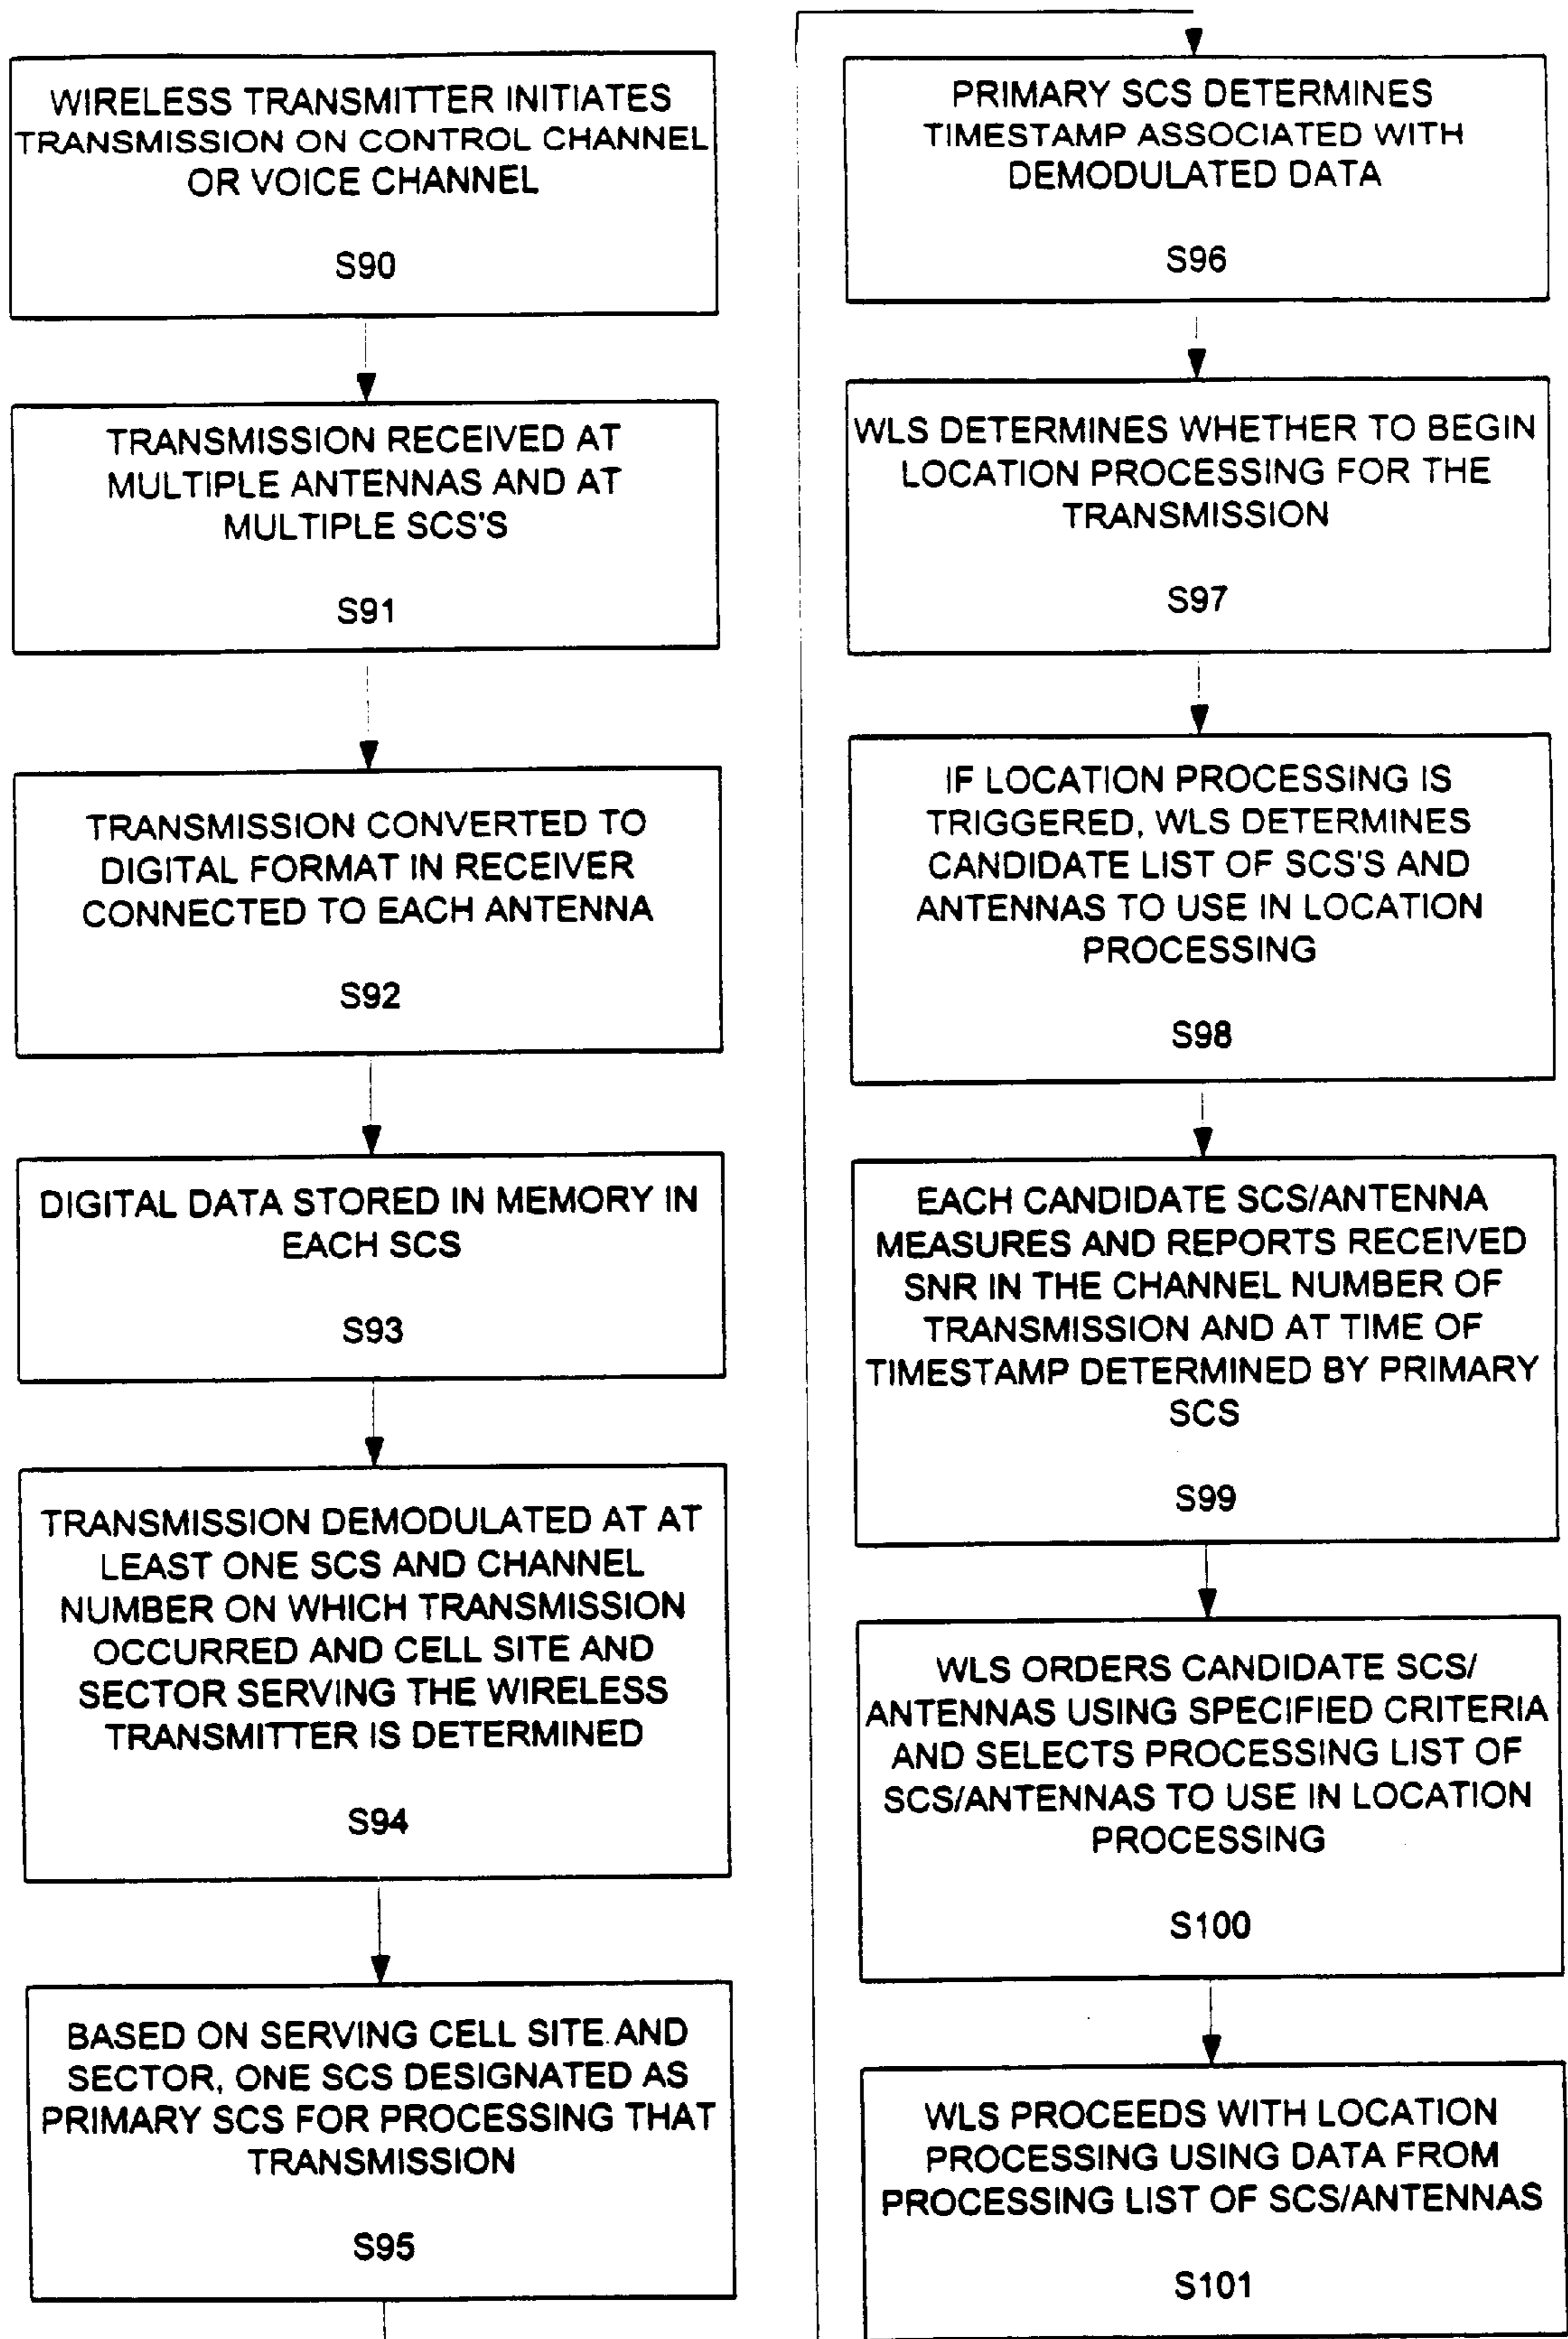 WIRELESS TRANSMITTER INITIATES
TRANSMISSION ON CONTROL CHANNEL
OR VOICE CHANNEL
S90
TRANSMISSION RECEIVED AT
MULTIPLE ANTENNAS AND AT
MULTIPLE SCS'S
S91
TRANSMISSION CONVERTED TO
DIGITAL FORMAT IN RECEIVER
CONNECTED TO EACH ANTENNA
S92
DIGITAL DATA STORED IN MEMORY IN
EACH SCS
S93
TRANSMISSION DEMODULATED AT AT
LEAST ONE SCS AND CHANNEL
NUMBER ON WHICH TRANSMISSION
OCCURRED AND CELL SITE AND
SECTOR SERVING THE WIRELESS
TRANSMITTER IS DETERMINED
S94
BASED ON SERVING CELL SITE AND
SECTOR, ONE SCS DESIGNATED AS
PRIMARY SCS FOR PROCESSING THAT
TRANSMISSION
S95
PRIMARY SCS DETERMINES
TIMESTAMP ASSOCIATED WITH
DEMODULATED DATA
S96
WLS DETERMINES WHETHER TO BEGIN
LOCATION PROCESSING FOR THE
TRANSMISSION
S97
IF LOCATION PROCESSING IS
TRIGGERED, WLS DETERMINES
CANDIDATE LIST OF SCS'S AND
ANTENNAS TO USE IN LOCATION
PROCESSING
S98
EACH CANDIDATE SCS/ANTENNA
MEASURES AND REPORTS RECEIVED
SNR IN THE CHANNEL NUMBER OF
TRANSMISSION AND AT TIME OF
TIMESTAMP DETERMINED BY PRIMARY
SCS
S99
WLS ORDERS CANDIDATE SCS/
ANTENNAS USING SPECIFIED CRITERIA
AND SELECTS PROCESSING LIST OF
SCS/ANTENNAS TO USE IN LOCATION
PROCESSING
S100
WLS PROCEEDS WITH LOCATION
PROCESSING USING DATA FROM
PROCESSING LIST OF SCS/ANTENNAS
S101